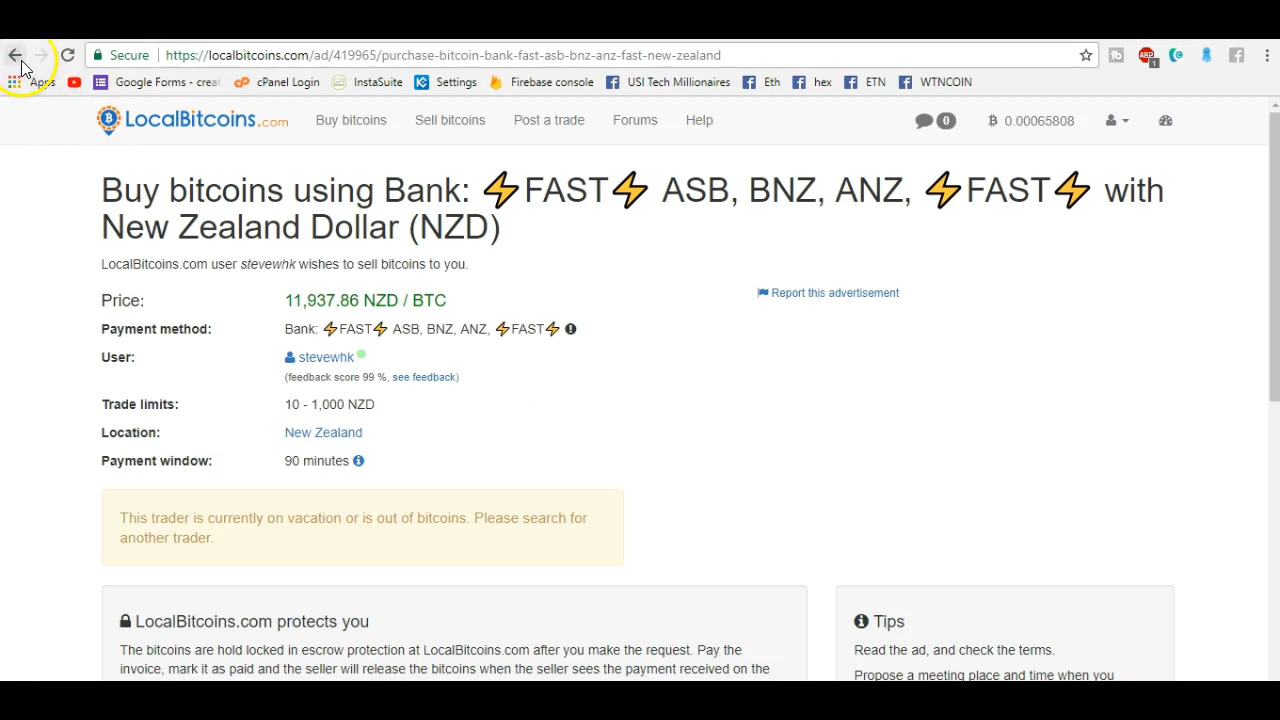 Secure https://localbitcoins.com/ad/419965/purchase-bitcoin-bank-fast-asb-bnz-anz-fast-new-zealand
Apps Google Forms - creat cPanel Login InstaSuite Settings Firebase console USI Tech Millionaires Eth hex ETN WTNCOIN
LocalBitcoins.com Buy bitcoins Sell bitcoins Post a trade Forums Help 0 0.00065808
Buy bitcoins using Bank: ⚡FAST⚡ ASB, BNZ, ANZ, ⚡FAST⚡ with
New Zealand Dollar (NZD)
LocalBitcoins.com user stevewhk wishes to sell bitcoins to you.
Price: 11,937.86 NZD / BTC
Report this advertisement
Payment method: Bank: ⚡FAST⚡ ASB, BNZ, ANZ, ⚡FAST⚡
User: stevewhk
(feedback score 99 %, see feedback)
Trade limits: 10 - 1,000 NZD
Location: New Zealand
Payment window: 90 minutes
This trader is currently on vacation or is out of bitcoins. Please search for
another trader.
LocalBitcoins.com protects you
The bitcoins are hold locked in escrow protection at LocalBitcoins.com after you make the request. Pay the
invoice, mark it as paid and the seller will release the bitcoins when the seller sees the payment received on the
Tips
Read the ad, and check the terms.
Propose a meeting place and time when you